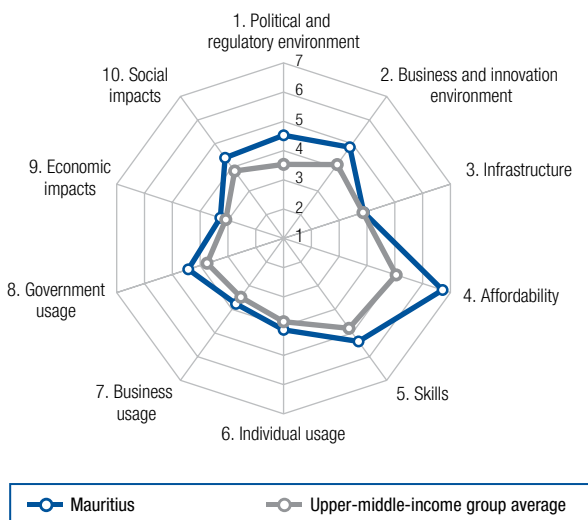 1. Political and
regulatory environment
2. Business and innovation
environment
3. Infrastructure
4. Affordability
5. Skills
6. Individual usage
7. Business
usage
8. Government
usage
9. Economic
impacts
10. Social
impacts
7
6
5
4
3
2
1
Mauritius
Upper-middle-income group average